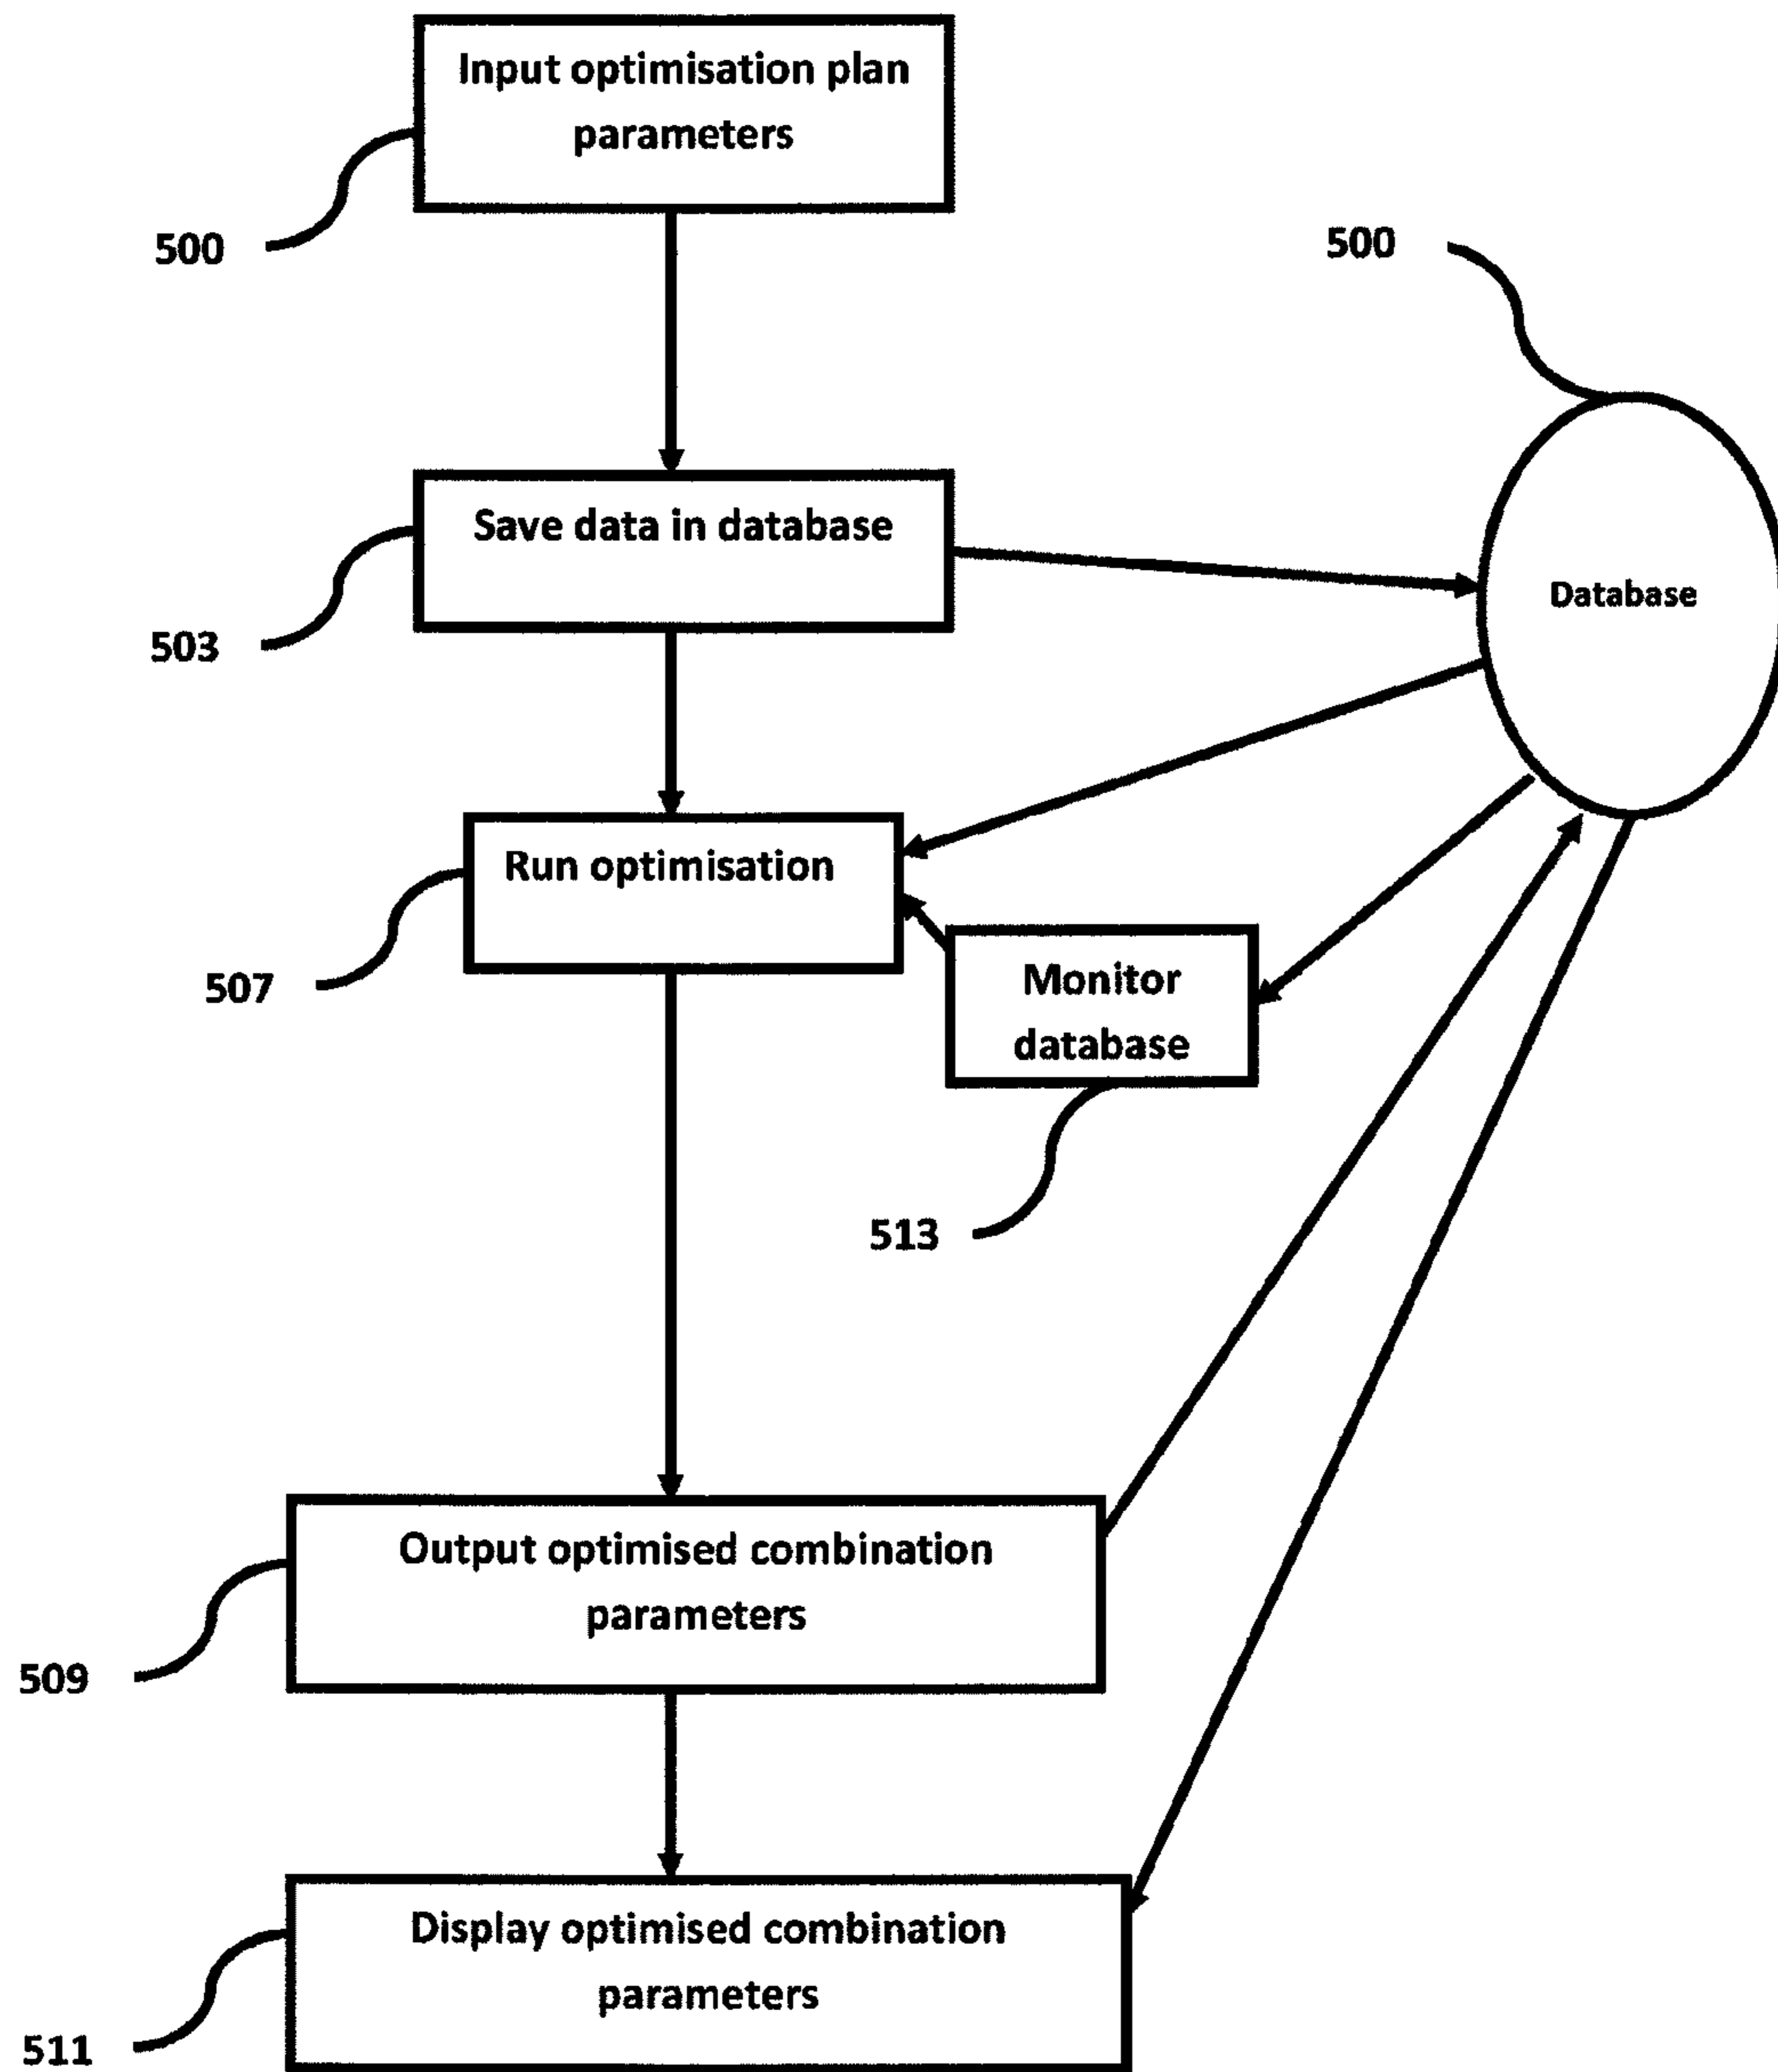 Input optimisation plan
parameters
500
500
Save data in database
Database
503
Run optimisation
507
Monitor
database
513
Output optimised combination
parameters
509
Display optimised combination
parameters
511